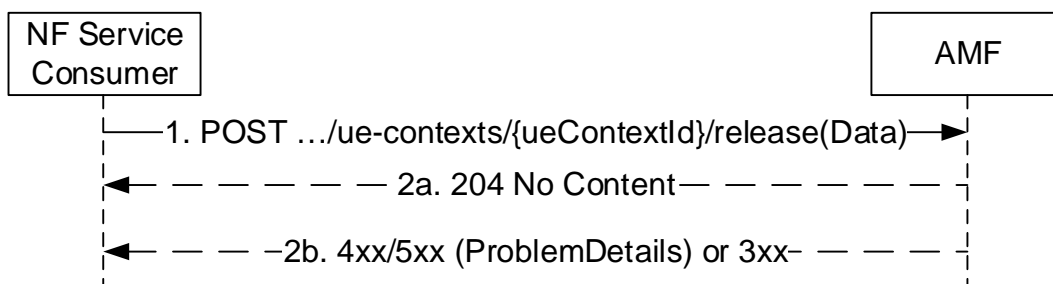 NF Service
Consumer
AMF
1. POST …/ue-contexts/{ueContextId}/release(Data)
2a. 204 No Content
2b. 4xx/5xx (ProblemDetails) or 3xx